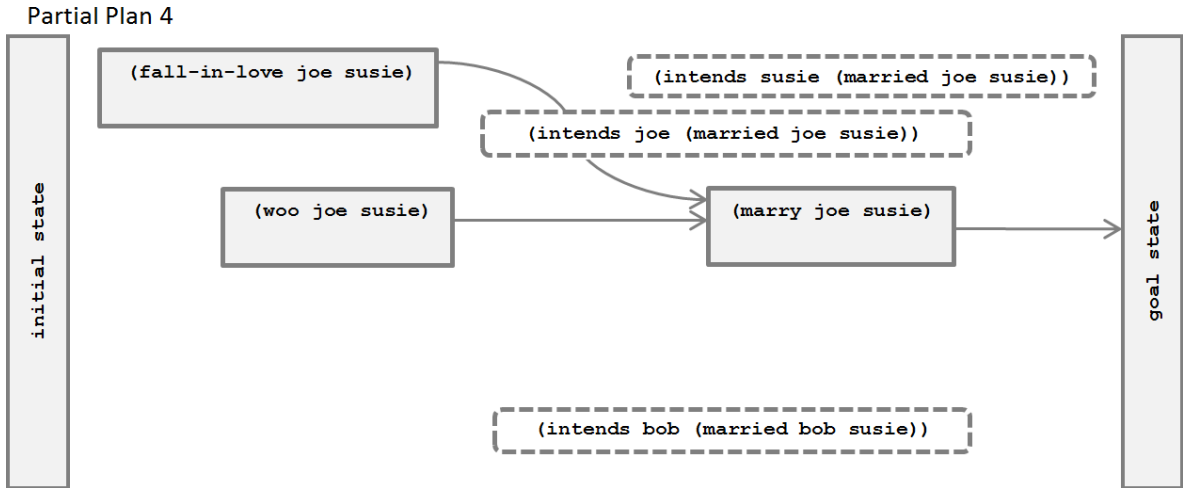 Partial Plan 4
(fall-in-love joe susie)
(intends susie (married joe susie))
(intends joe (married joe susie))
(woo joe susie)
(marry joe susie)
initial state
goal state
(intends bob (married bob susie))